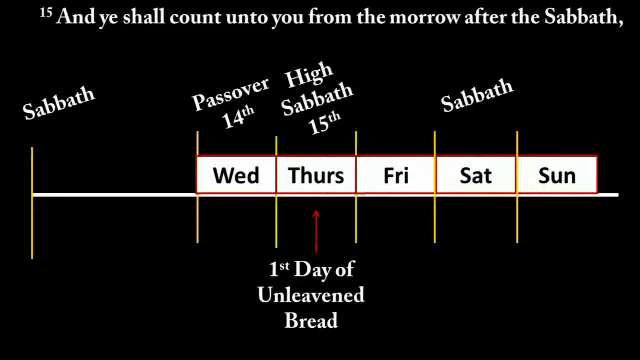 15 And ye shall count unto you from the morrow after the Sabbath,
Sabbath
Passover
14th
High
Sabbath
15th
Sabbath
Wed
Thurs
Fri
Sat
Sun
1st Day of
Unleavened
Bread